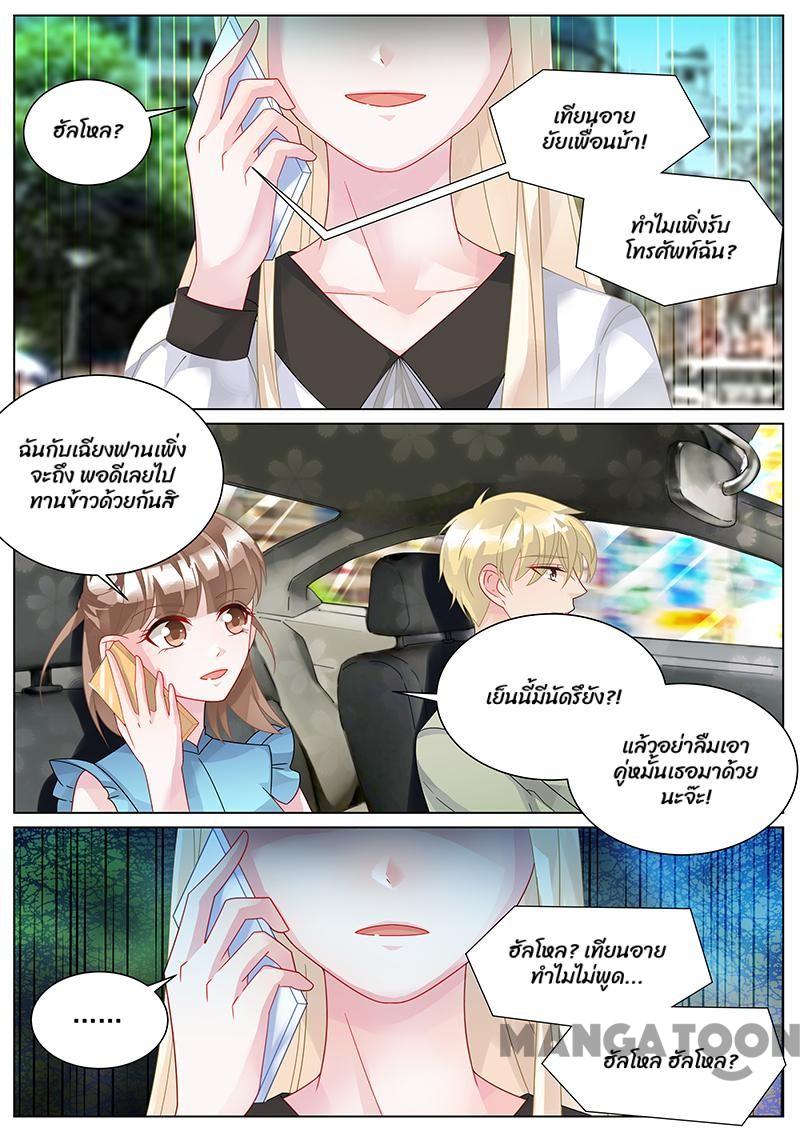 ฮัลโหล?
เทียนอาย
ยัยเพื่อนบ้า!
ทำไมเพิ่งรับ
โทรศัพท์ฉัน?
ฉันกับเฉียงฟานเพิ่ง
จะถึง พอดีเลยไป
ทานข้าวด้วยกันสิ
เย็นนี้มีนัดรึยัง?!
แล้วอย่าลืมเอา
คู่หมั้นเธอมาด้วย
นะจ๊ะ!
......
ฮัลโหล? เทียนอาย
ทำไมไม่พูด...
ฮัลโหล ฮัลโหล?
MANGATOON